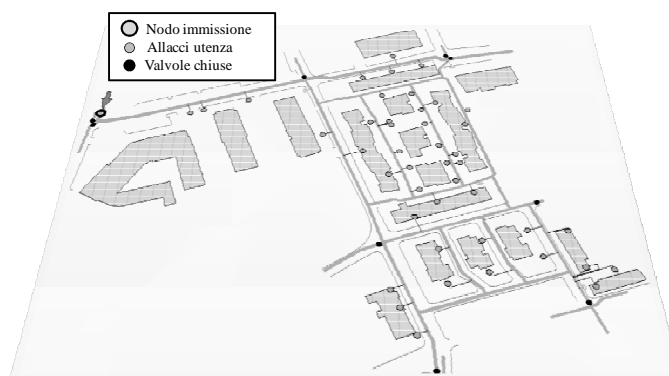 Nodo immissione
Allacci utenza
Valvole chiuse